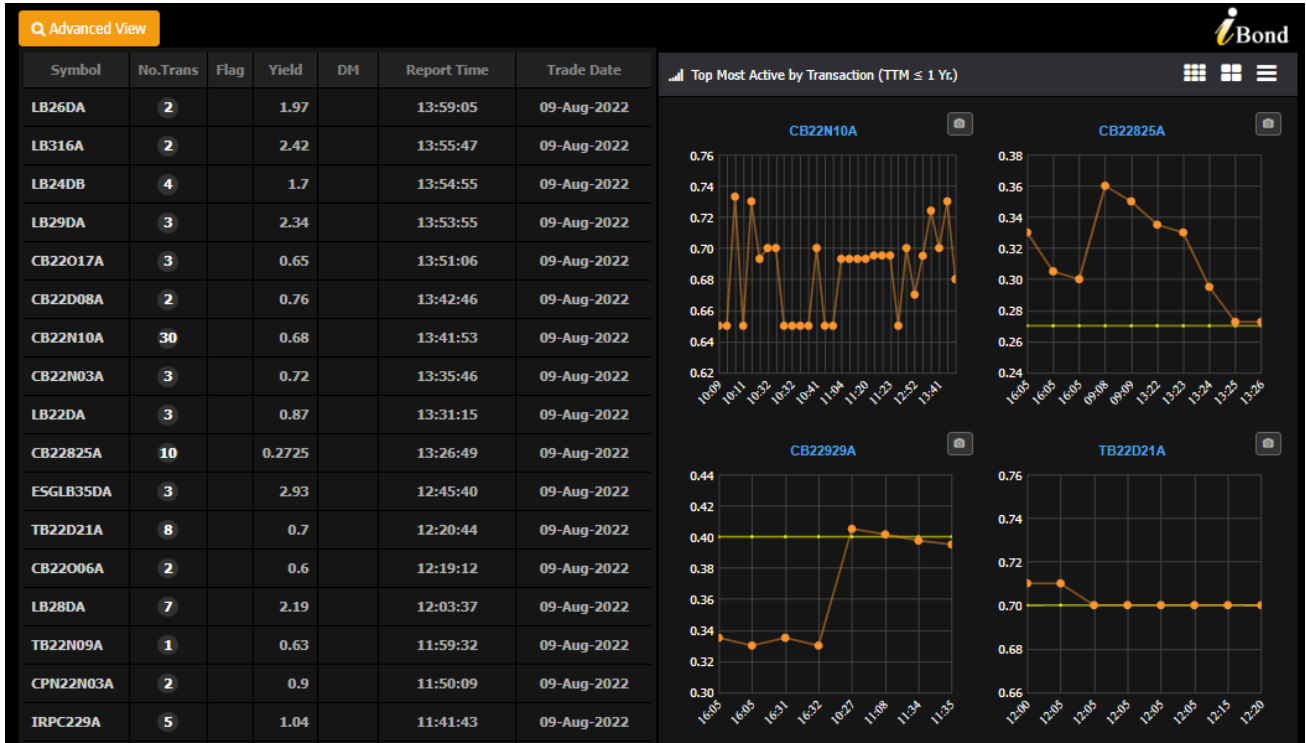 Advanced View
iBond
Symbol No.Trans Flag Yield DM Report Time Trade Date
LB26DA 2 1.97 13:59:05 09-Aug-2022
LB316A 2 2.42 13:55:47 09-Aug-2022
LB24DB 4 1.7 13:54:55 09-Aug-2022
LB29DA 3 2.34 13:53:55 09-Aug-2022
CB22O17A 3 0.65 13:51:06 09-Aug-2022
CB22D08A 2 0.76 13:42:46 09-Aug-2022
CB22N10A 30 0.68 13:41:53 09-Aug-2022
CB22N03A 3 0.72 13:35:46 09-Aug-2022
LB22DA 3 0.87 13:31:15 09-Aug-2022
CB22825A 10 0.2725 13:26:49 09-Aug-2022
ESGLB35DA 3 2.93 12:45:40 09-Aug-2022
TB22D21A 8 0.7 12:20:44 09-Aug-2022
CB22O06A 2 0.6 12:19:12 09-Aug-2022
LB28DA 7 2.19 12:03:37 09-Aug-2022
TB22N09A 1 0.63 11:59:32 09-Aug-2022
CPN22N03A 2 0.9 11:50:09 09-Aug-2022
IRPC229A 5 1.04 11:41:43 09-Aug-2022
Top Most Active by Transaction (TTM ≤ 1 Yr.)
CB22N10A
0.76
0.74
0.72
0.70
0.68
0.66
0.64
0.62
10:09 10:11 10:32 10:32 10:41 11:04 11:20 11:23 12:52 13:41
CB22825A
0.38
0.36
0.34
0.32
0.30
0.28
0.26
0.24
16:05 16:05 16:05 09:08 09:09 13:22 13:23 13:24 13:25 13:26
CB22929A
0.44
0.42
0.40
0.38
0.36
0.34
0.32
0.30
16:05 16:05 16:31 16:32 10:27 11:08 11:34 11:35
TB22D21A
0.76
0.74
0.72
0.70
0.68
0.66
12:00 12:05 12:05 12:05 12:05 12:05 12:15 12:20